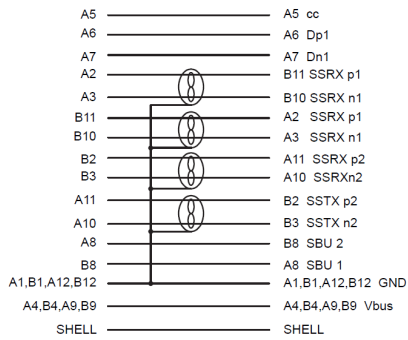 A5 A5 cc
A6 A6 Dp1
A7 A7 Dn1
A2 B11 SSRX p1
A3 B10 SSRX n1
B11 A2 SSRX p1
B10 A3 SSRX n1
B2 A11 SSRX p2
B3 A10 SSRXn2
A11 B2 SSTX p2
A10 B3 SSTX n2
A8 B8 SBU 2
B8 A8 SBU 1
A1,B1,A12,B12 A1,B1,A12,B12 GND
A4,B4,A9,B9 A4,B4,A9,B9 Vbus
SHELL SHELL